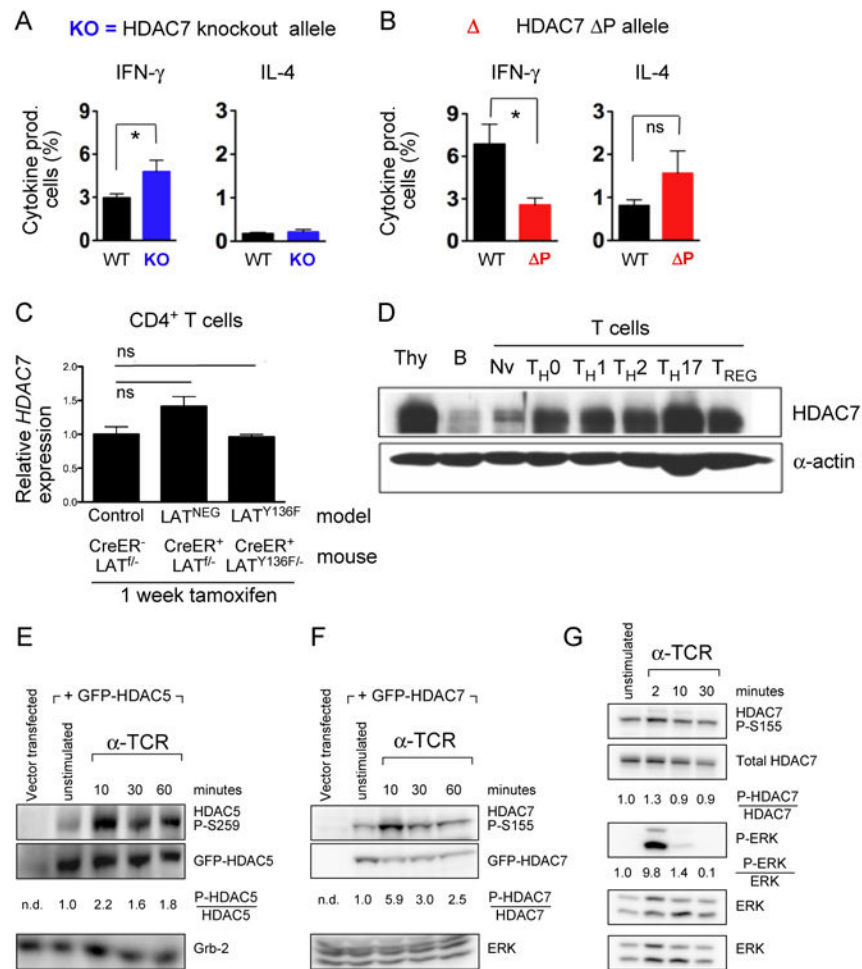 A
KO = HDAC7 knockout allele
IFN-γ
IL-4
Cytokine prod.
cells (%)
9
6
3
0
*
WT
KO
3
2
1
0
WT
KO
B
Δ HDAC7 ΔP allele
IFN-γ
IL-4
Cytokine prod.
cells (%)
9
6
3
0
*
WT
ΔP
3
2
1
0
ns
WT
ΔP
C
CD4+ T cells
Relative HDAC7
expression
2.0
1.5
1.0
0.5
0.0
ns
ns
Control LATNEG LATY136F model
CreER- CreER+ CreER+
LATf/- LATf/- LATY136F/- mouse
1 week tamoxifen
D
T cells
Thy B Nv TH0 TH1 TH2 TH17 TREG
HDAC7
α-actin
E
Vector transfected
+ GFP-HDAC5
unstimulated
α-TCR
10 30 60 minutes
HDAC5
P-S259
GFP-HDAC5
n.d. 1.0 2.2 1.6 1.8 P-HDAC5
HDAC5
Grb-2
F
Vector transfected
+ GFP-HDAC7
unstimulated
α-TCR
10 30 60 minutes
HDAC7
P-S155
GFP-HDAC7
n.d. 1.0 5.9 3.0 2.5 P-HDAC7
HDAC7
ERK
G
unstimulated
α-TCR
2 10 30 minutes
HDAC7
P-S155
Total HDAC7
1.0 1.3 0.9 0.9 P-HDAC7
HDAC7
P-ERK
1.0 9.8 1.4 0.1 P-ERK
ERK
ERK
ERK